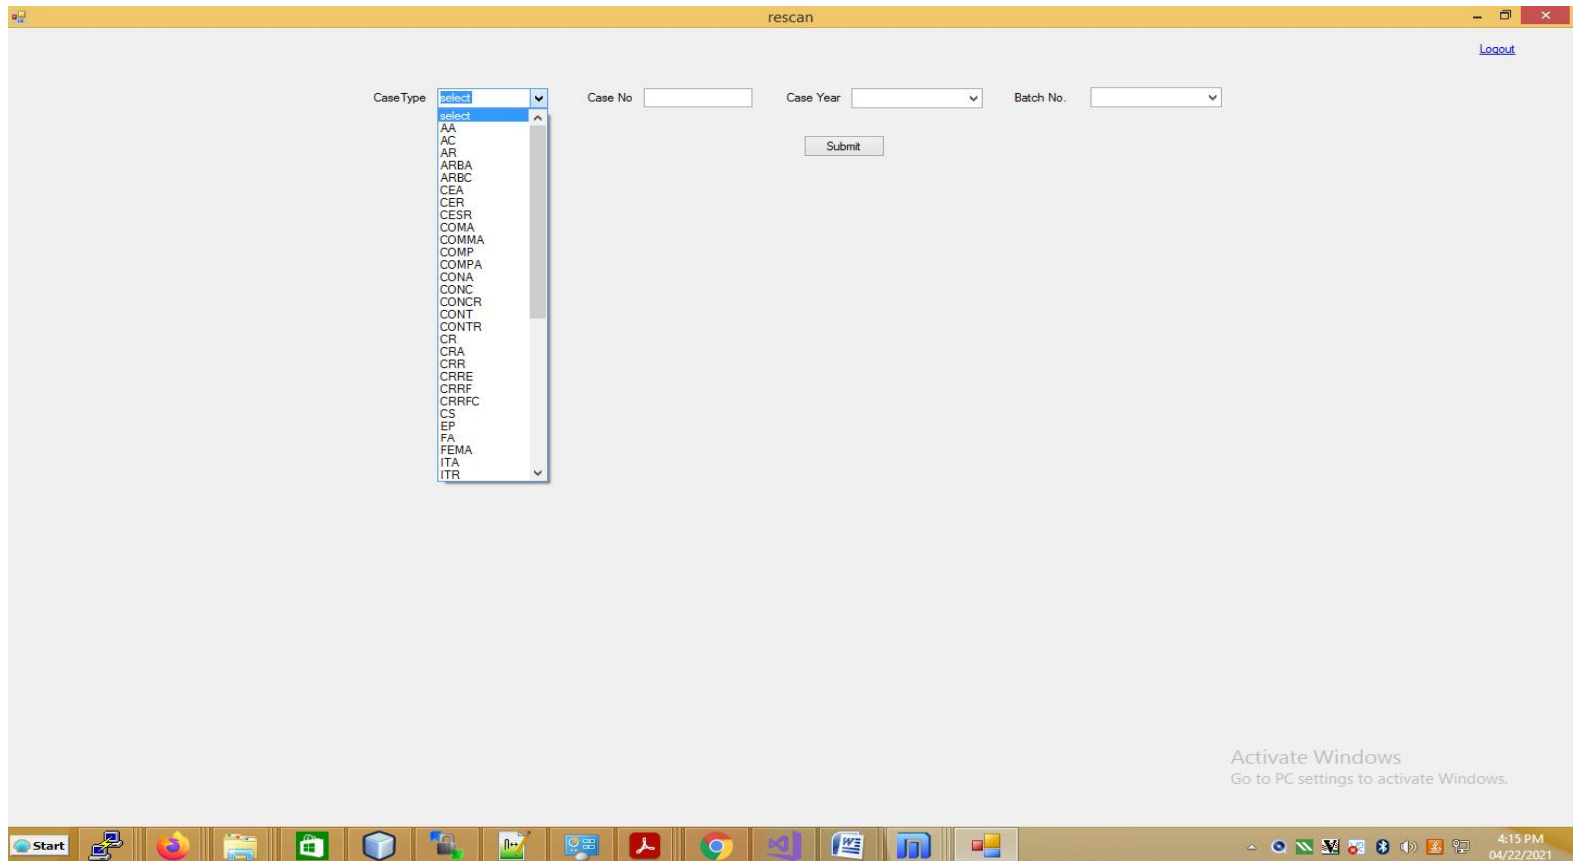 rescan
Logout
CaseType select Case No Case Year Batch No.
select
AA
AC
AR
ARBA
ARBC
CEA
CER
CESR
COMA
COMMA
COMP
COMPA
CONA
CONC
CONCR
CONT
CONTR
CR
CRA
CRR
CRRE
CRRF
CRRFC
CS
EP
FA
FEMA
ITA
ITR
Submit
Activate Windows
Go to PC settings to activate Windows.
Start
4:15 PM
04/22/2021